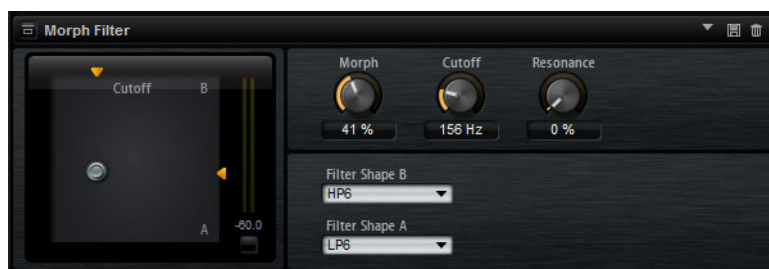 Morph Filter
Cutoff B
A
-60.0
Morph Cutoff Resonance
41 % 156 Hz 0 %
Filter Shape B
HP6
Filter Shape A
LP6